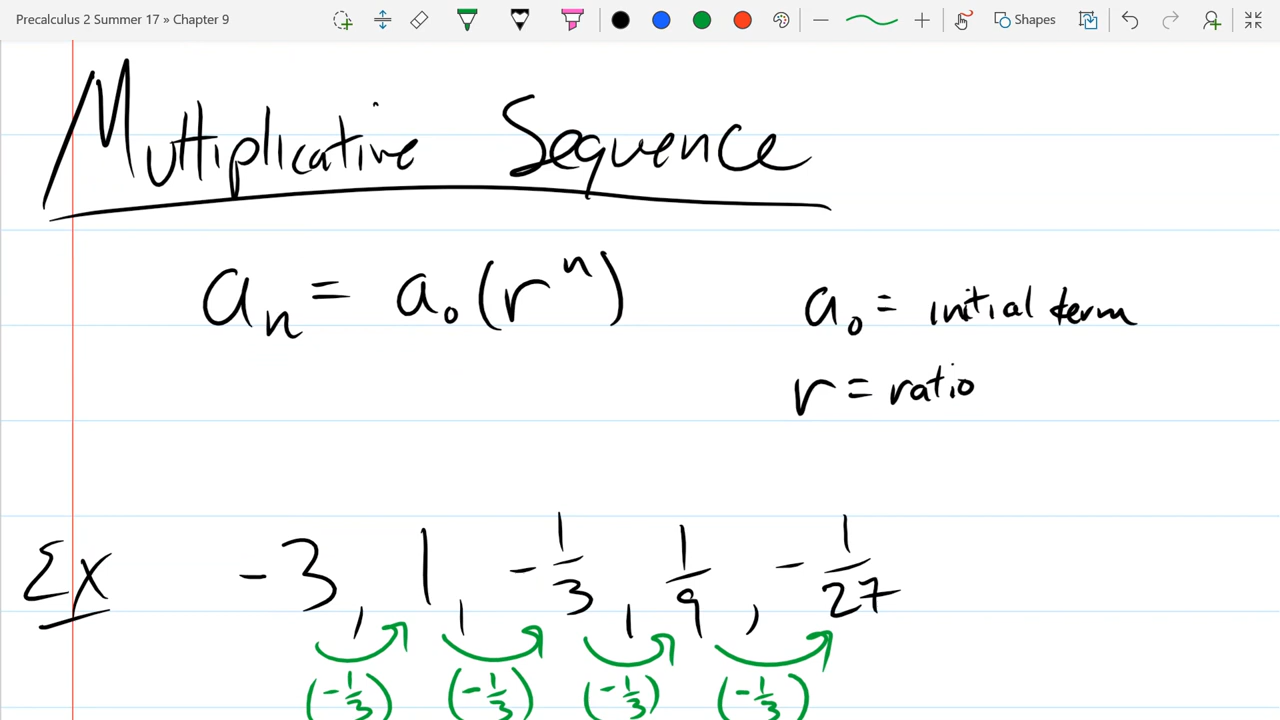 Precalculus 2 Summer 17 » Chapter 9
Shapes
Multiplicative Sequence
aₙ = a₀(rⁿ)
a₀ = initial term
r = ratio
Ex -3, 1, -1/3, 1/9, -1/27
(-1/3) (-1/3) (-1/3) (-1/3)